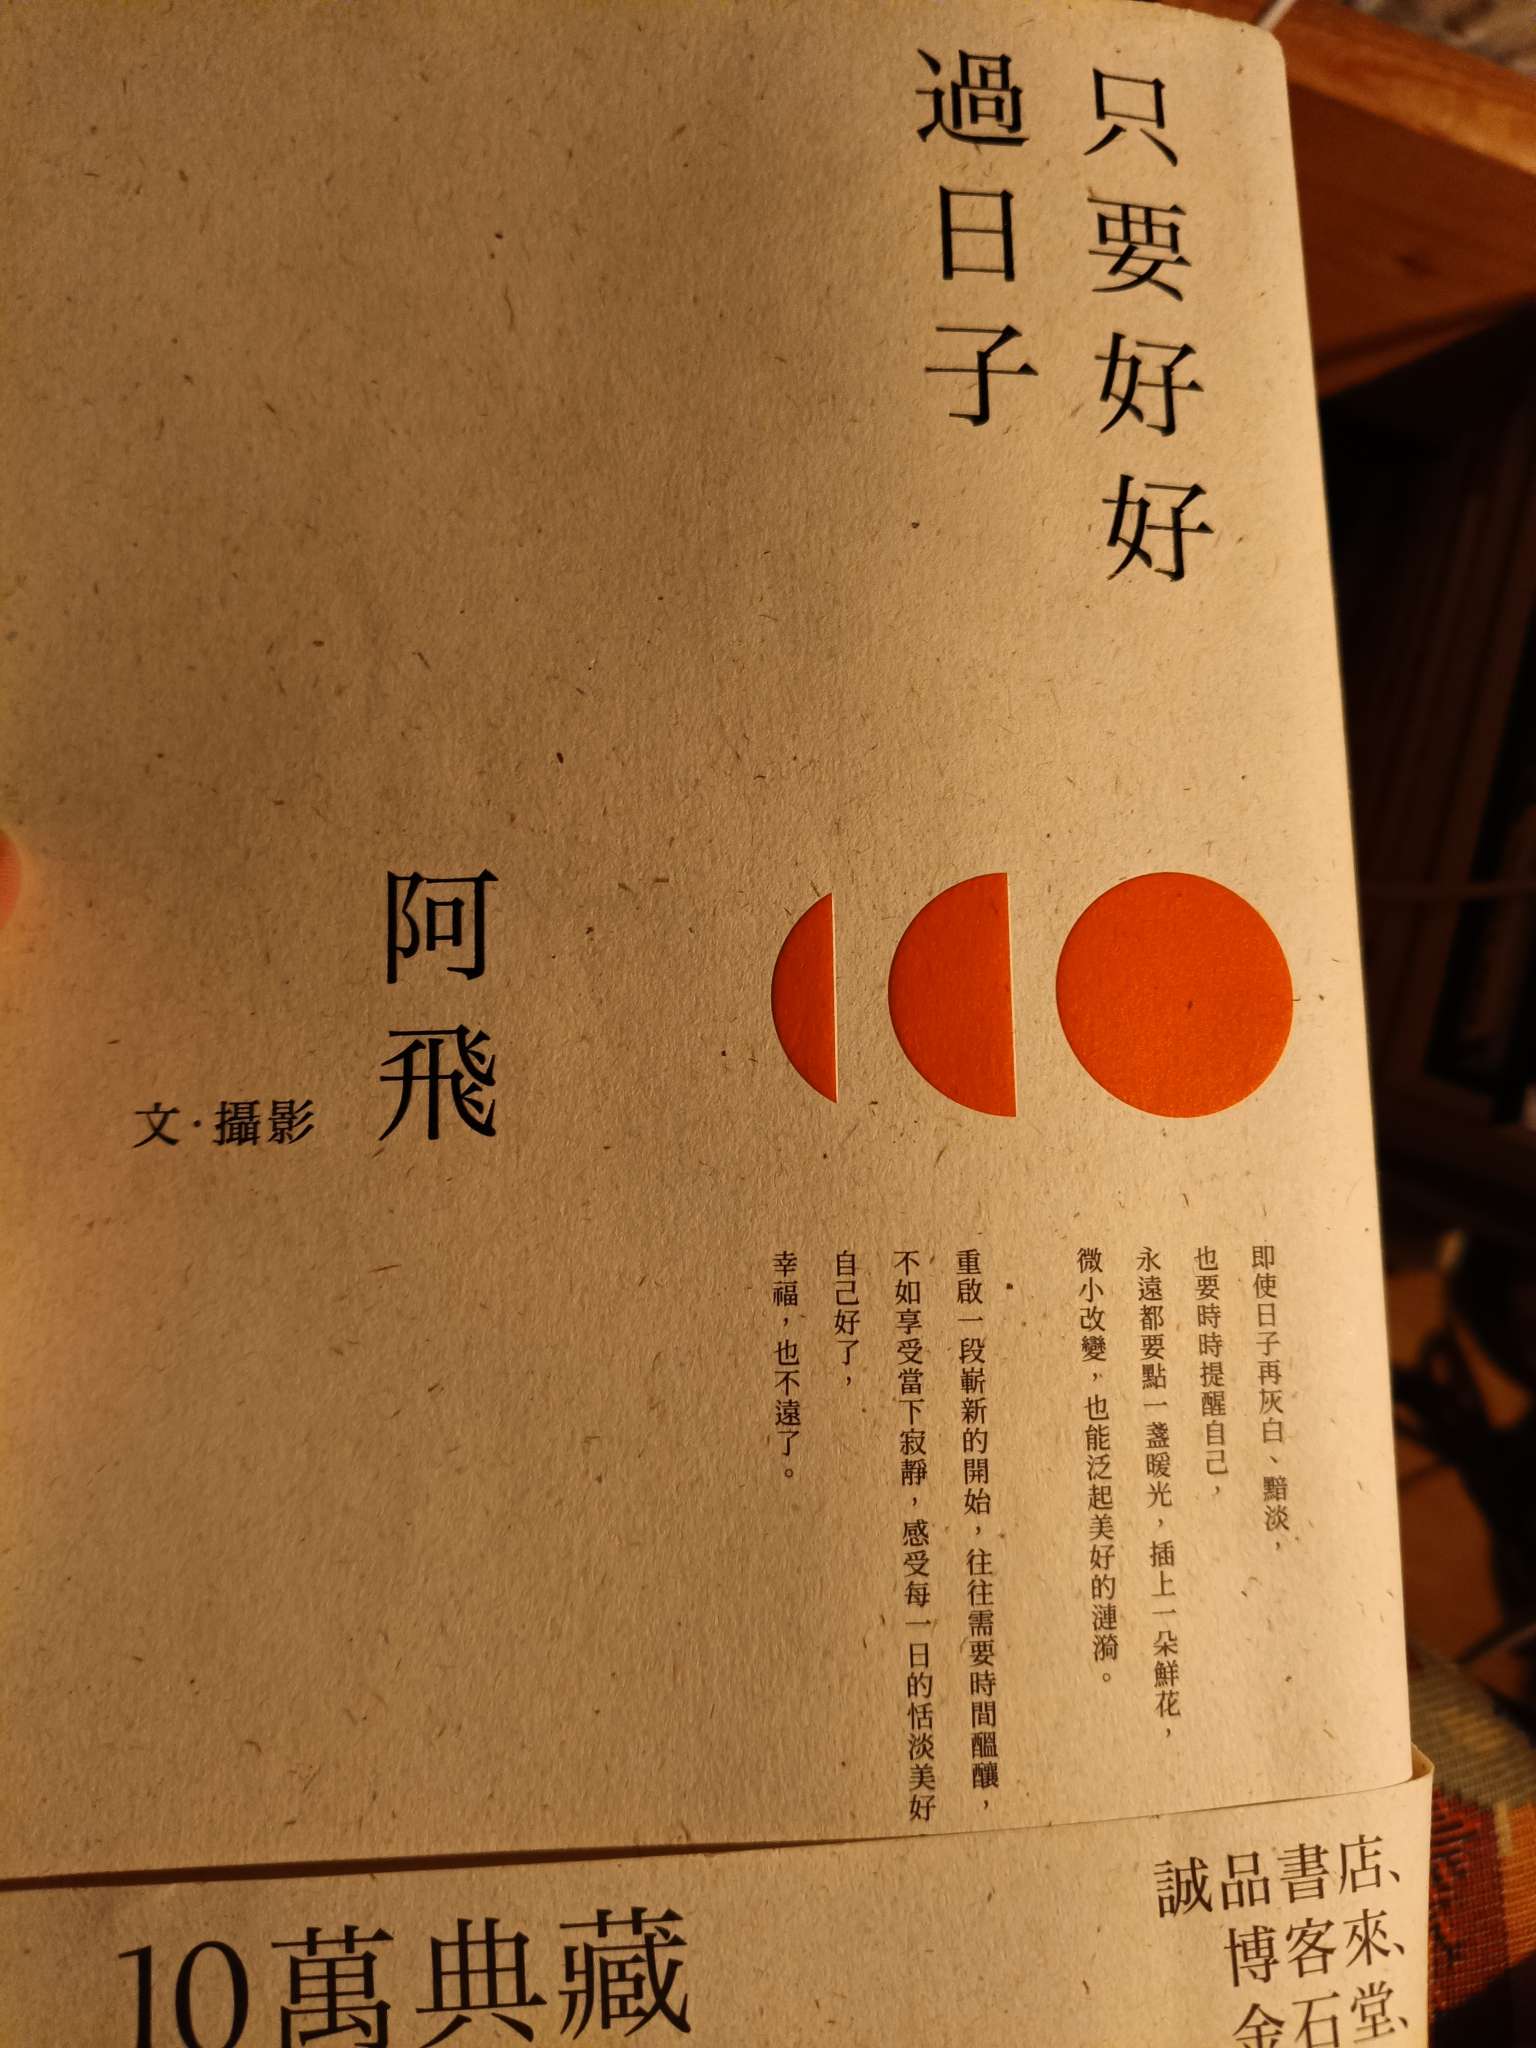 只要好好
過日子
阿飛
文·攝影
即使日子再灰白、黯淡，
也要時時提醒自己，
永遠都要點一盞暖光，插上一朵鮮花，
微小改變，也能泛起美好的漣漪。
重啟一段嶄新的開始，往往需要時間醞釀，
不如享受當下寂靜，感受每一日的恬淡美好
自己好了，
幸福，也不遠了。
誠品書店、
博客來、
金石堂、
10萬典藏